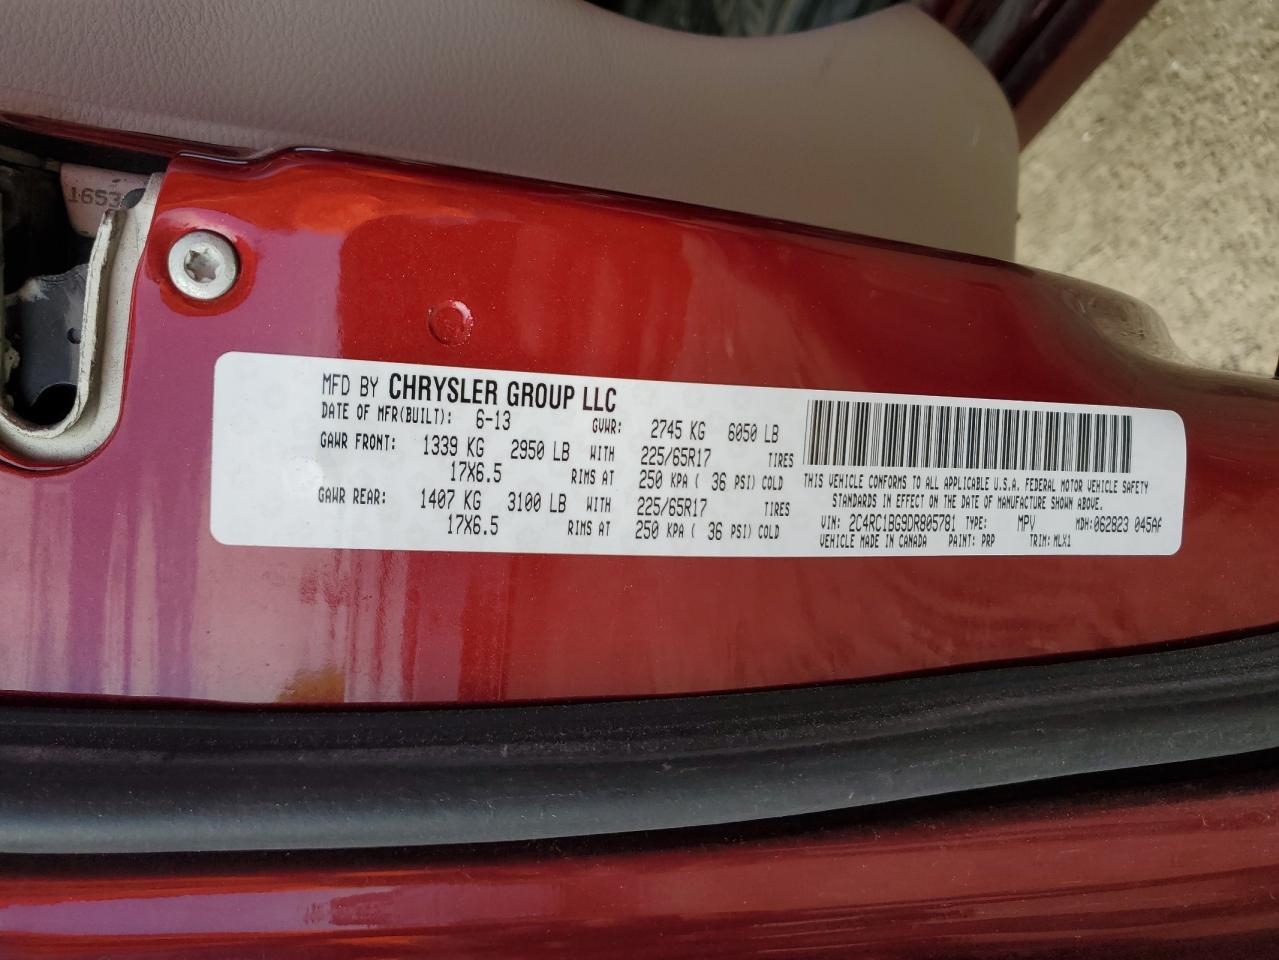 16S3
MFD BY CHRYSLER GROUP LLC
DATE OF MFR(BUILT): 6-13 GVWR: 2745 KG 6050 LB
GAWR FRONT: 1339 KG 2950 LB WITH 225/65R17 TIRES
17X6.5 RIMS AT 250 KPA ( 36 PSI) COLD
GAWR REAR: 1407 KG 3100 LB WITH 225/65R17 TIRES
17X6.5 RIMS AT 250 KPA ( 36 PSI) COLD
THIS VEHICLE CONFORMS TO ALL APPLICABLE U.S.A. FEDERAL MOTOR VEHICLE SAFETY
STANDARDS IN EFFECT ON THE DATE OF MANUFACTURE SHOWN ABOVE.
VIN: 2C4RC1BG9DR805781 TYPE: MPV MDH:062823 045AF
VEHICLE MADE IN CANADA PAINT: PRP TRIM: MLX1